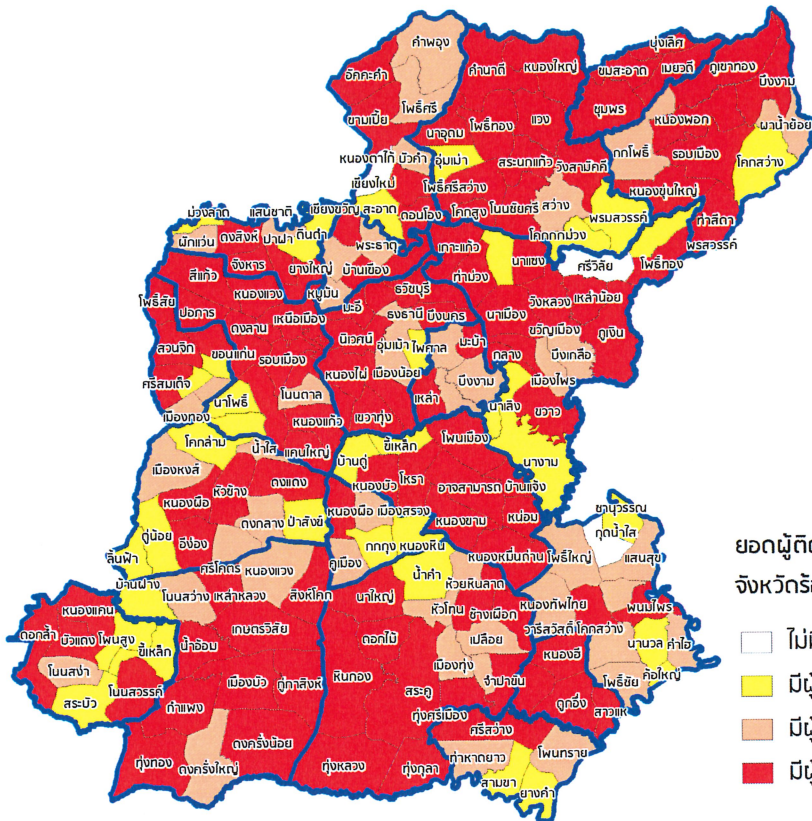 คำพอุง
อัคคะคำ
คำนาดี
หนองใหญ่
บุ่งเลิศ
ชมสะอาด
เมยวดี
ภูเขาทอง
บึงงาม
ขามเปี้ย
โพธิ์ศรี
ชุมพร
หนองพอก
ผาน้ำย้อย
นาอุดม
โพธิ์ทอง
แวง
กกโพธิ์
รอบเมือง
โคกสว่าง
หนองตาไก้
บัวคำ
อุ่มเม่า
สระนกแก้ว
วังสามัคคี
เชียงใหม่
โพธิ์ศรีสว่าง
หนองขุ่นใหญ่
ม่วงลาด
แสนชาติ
เชียงขวัญ
สะอาด
ดอนโอง
โคกสูง
โนนชัยศรี
สว่าง
พรมสวรรค์
ท่าสีดา
ผักแว่น
ดงสิงห์
ปาฝา
ดินดำ
พระธาตุ
เกาะแก้ว
นาแซง
โคกกกม่วง
พรสวรรค์
จังหาร
ยางใหญ่
บ้านเขือง
ท่าม่วง
ศรีวิลัย
โพธิ์ทอง
สีแก้ว
หนองแวง
หมูม้น
มะอึ
ธวัชบุรี
วังหลวง
เหล่าน้อย
โพธิ์สัย
ปอภาร
เหนือเมือง
ธงธานี
บึงนคร
นาเมือง
ขวัญเมือง
ภูเงิน
ดงลาน
นิเวศน์
อุ่มเม้า
ไพศาล
มะบ้า
กลาง
บึงเกลือ
สวนจิก
ขอนแก่น
รอบเมือง
หนองไผ่
เมืองน้อย
บึงงาม
เมืองไพร
ศรีสมเด็จ
นาโพธิ์
โนนตาล
เหล่า
นาเลิง
ขวาว
เมืองทอง
หนองแก้ว
เขวาทุ่ง
โคกล่าม
น้ำใส
แคนใหญ่
บ้านดู่
ขี้เหล็ก
โพนเมือง
นางาม
เมืองหงส์
หัวช้าง
ดงแดง
หนองบัว
โหรา
อาจสามารถ
บ้านแจ้ง
ชานุวรรณ
หนองผือ
ดงกลาง
ป่าสังข์
หนองผือ
เมืองสรวง
หนองขาม
หน่อม
กุดน้ำใส
ดู่น้อย
อีง่อง
กกกุง
หนองหิน
หนองหมื่นถ่าน
โพธิ์ใหญ่
แสนสุข
ลิ้นฟ้า
ศรีโคตร
หนองแวง
คูเมือง
น้ำคำ
ห้วยหินลาด
บ้านฝาง
โนนสว่าง
เหล่าหลวง
สิงห์โคก
นาใหญ่
หัวโทน
ช้างเผือก
หนองทัพไทย
พนมไพร
หนองแคน
เกษตรวิสัย
วารีสวัสดิ์
โคกสว่าง
ดอกล้ำ
บัวแดง
โพนสูง
ขี้เหล็ก
น้ำอ้อม
ดอกไม้
เปลือย
หนองฮี
นานวล
คำไฮ
โนนสง่า
โนนสวรรค์
เมืองบัว
กู่กาสิงห์
หินกอง
เมืองทุ่ง
จำปาขัน
โพธิ์ชัย
ค้อใหญ่
สระบัว
กำแพง
สระคู
ดูกอึ่ง
สาวแห
ทุ่งศรีเมือง
ศรีสว่าง
ทุ่งทอง
ดงครั่งน้อย
ดงครั่งใหญ่
ท่าหาดยาว
โพนทราย
ทุ่งหลวง
ทุ่งกุลา
สามขา
ยางคำ